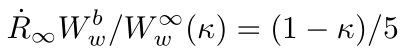 $\dot{R}_{\infty} W_w^b / W_w^{\infty}(\kappa) = (1 - \kappa)/5$